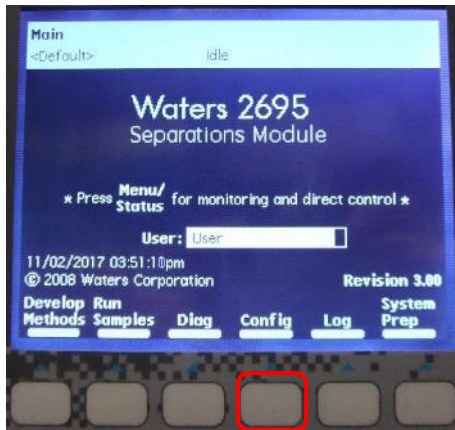 Main
<Default> Idle
Waters 2695
Separations Module
* Press Menu/Status for monitoring and direct control *
User: User
11/02/2017 03:51:10pm
© 2008 Waters Corporation Revision 3.00
Develop Methods Run Samples Diag Config Log System Prep